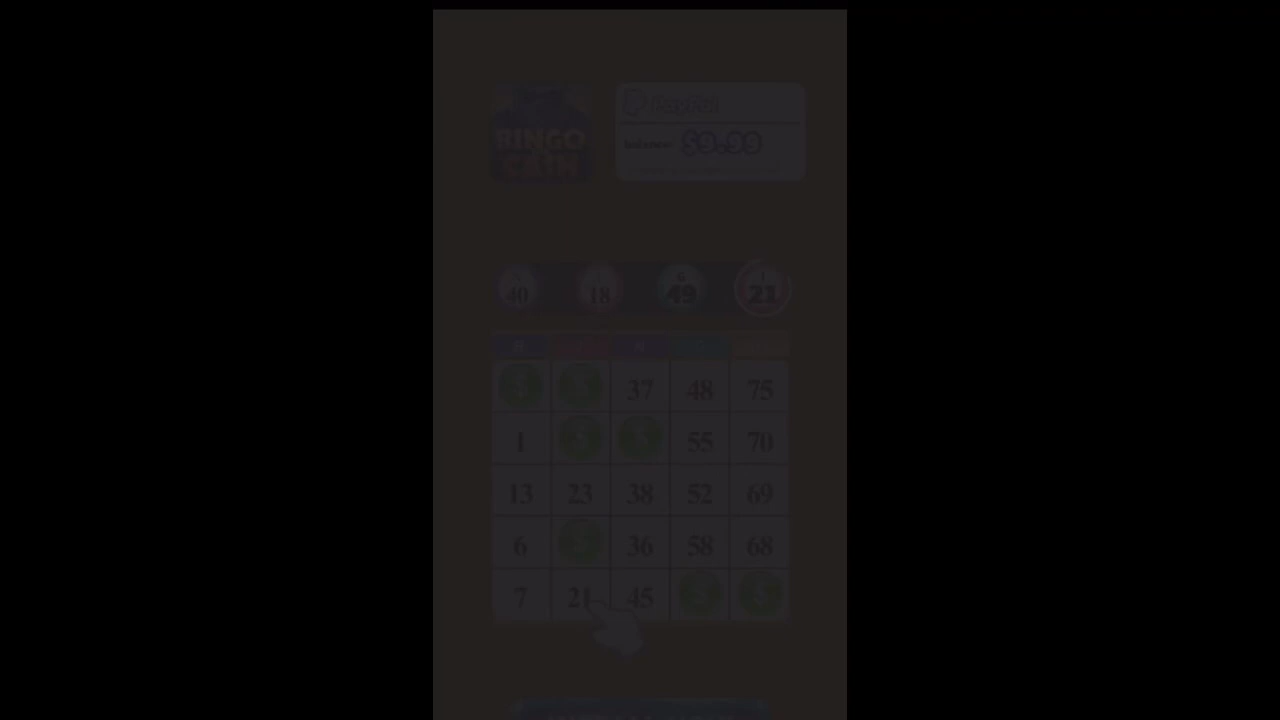 BINGO
CASH
PayPal
balance: $9.99
40 18 G 49 I 21
37 48 75
1 55 70
13 23 38 52 69
6 36 58 68
7 21 45